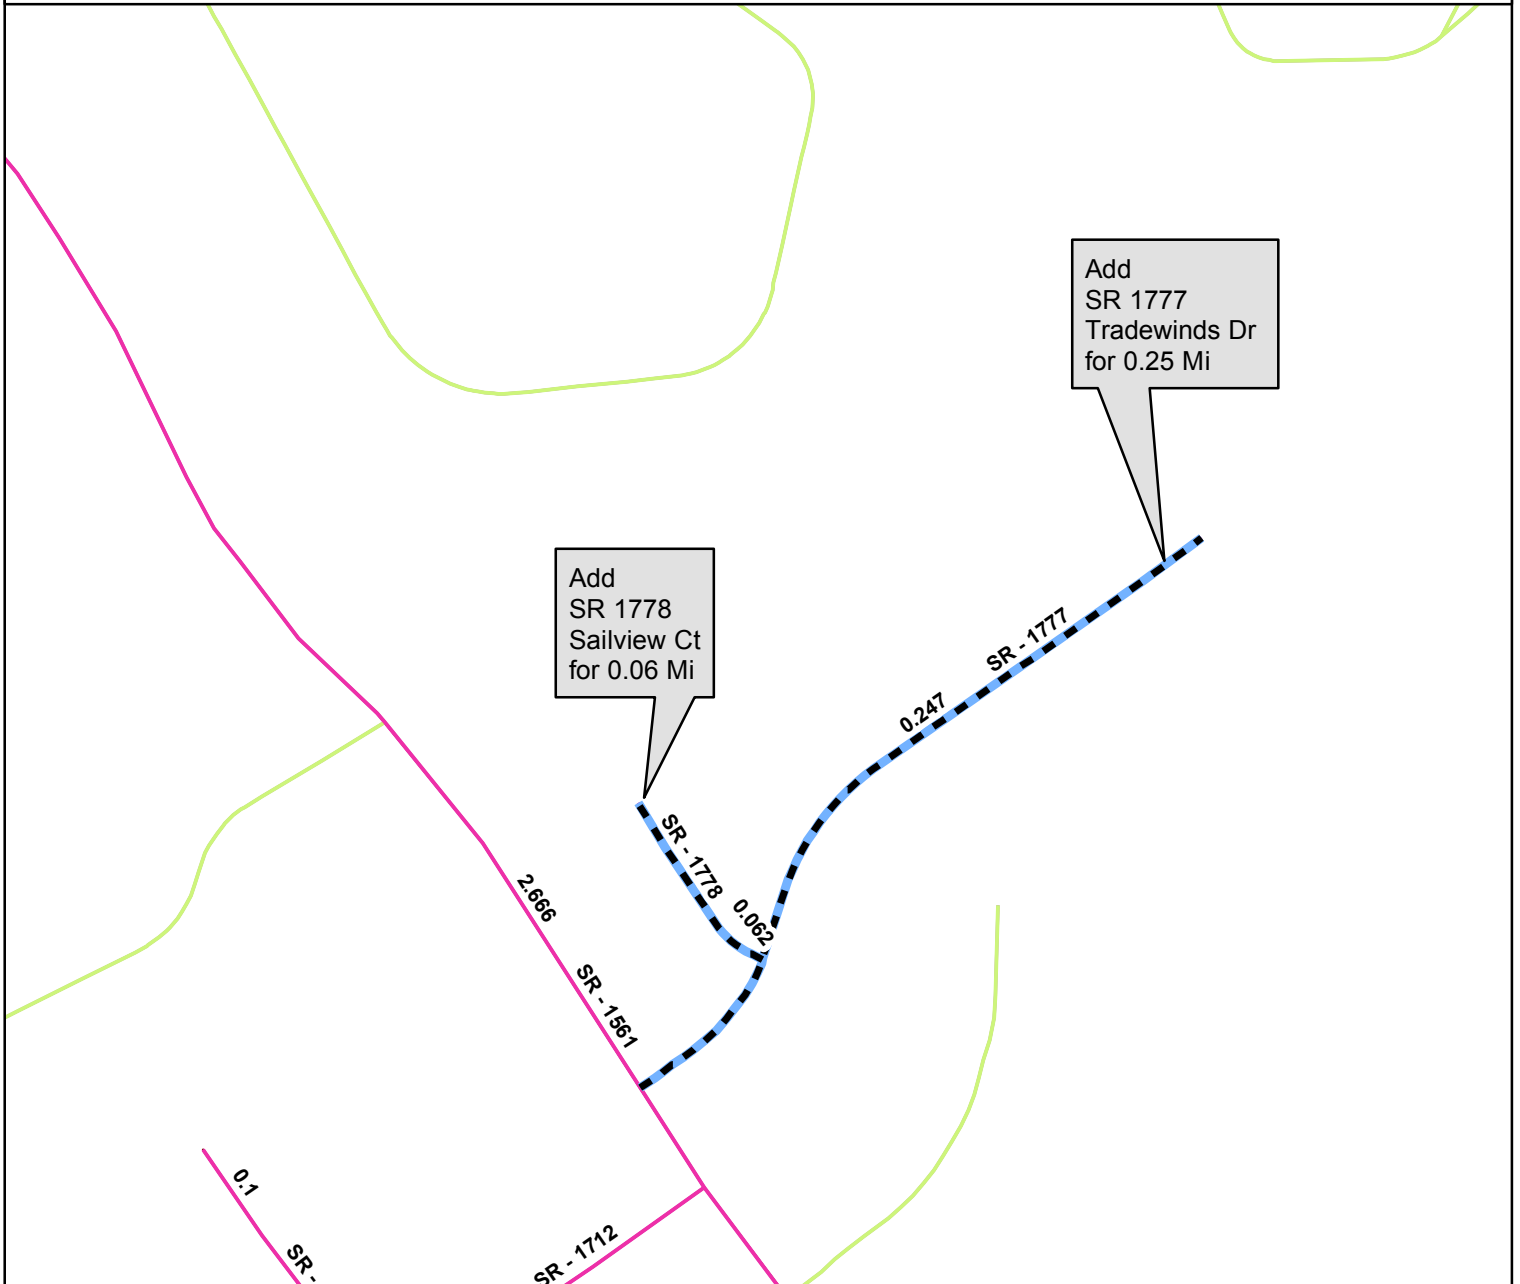 Add
SR 1777
Tradewinds Dr
for 0.25 Mi
Add
SR 1778
Sailview Ct
for 0.06 Mi
SR - 1777
0.247
SR - 1778
0.062
2.666
SR - 1561
0.1
SR -
SR - 1712